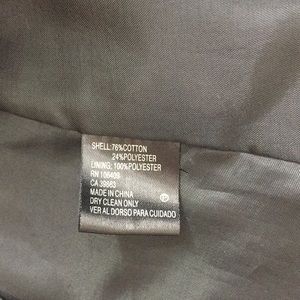 SHELL:76%COTTON
24%POLYESTER
LINING: 100%POLYESTER
RN 106409
CA 39863
MADE IN CHINA
DRY CLEAN ONLY Ⓟ
VER AL DORSO PARA CUIDADO